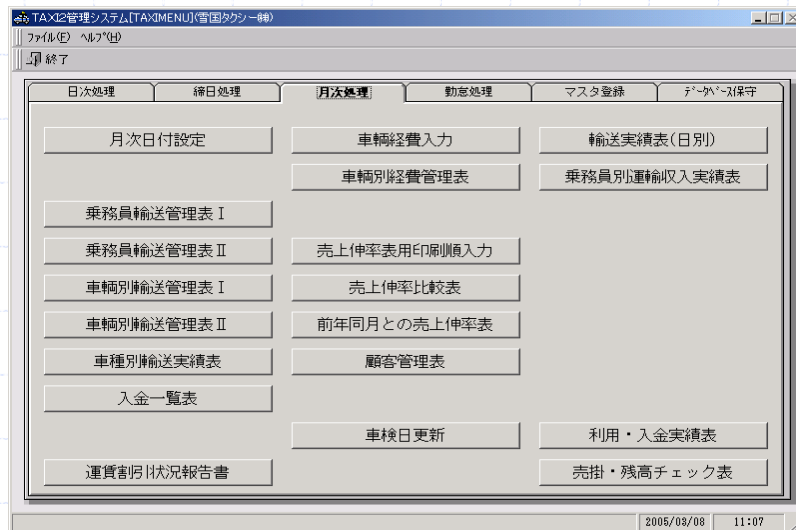 TAXI2管理システム[TAXIMENU](雪国タクシー㈱)
ファイル(F) ヘルプ(H)
終了
日次処理 締日処理 月次処理 勤怠処理 マスタ登録 データベース保守
月次日付設定 車輌経費入力 輸送実績表(日別)
車輌別経費管理表 乗務員別運輸収入実績表
乗務員輸送管理表Ⅰ
乗務員輸送管理表Ⅱ 売上伸率表用印刷順入力
車輌別輸送管理表Ⅰ 売上伸率比較表
車輌別輸送管理表Ⅱ 前年同月との売上伸率表
車種別輸送実績表 顧客管理表
入金一覧表
車検日更新 利用・入金実績表
運賃割引状況報告書 売掛・残高チェック表
2005/03/08 11:07